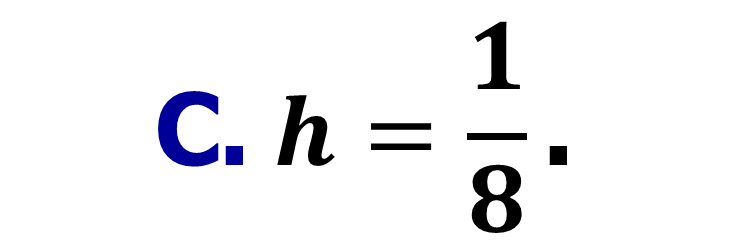 C. h = 1/8.